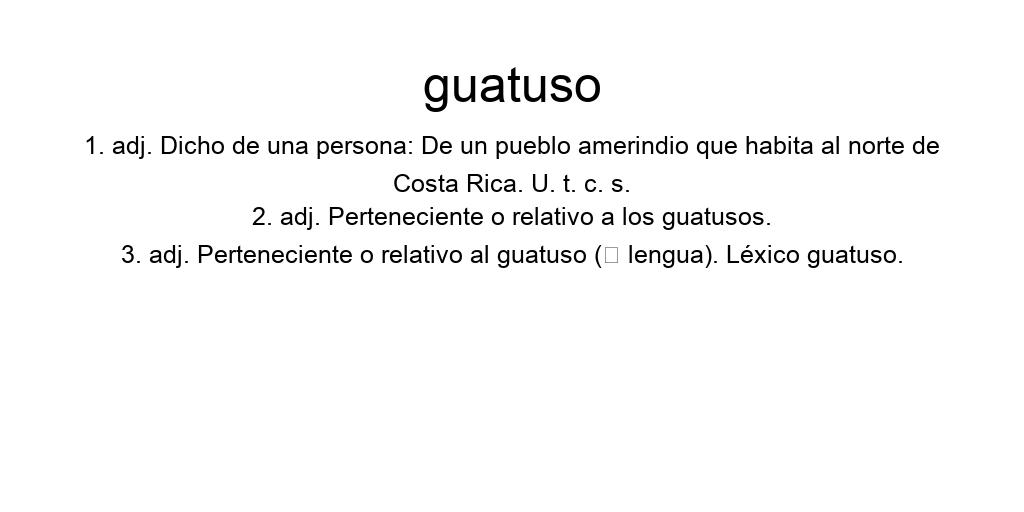 guatuso
1. adj. Dicho de una persona: De un pueblo amerindio que habita al norte de
Costa Rica. U. t. c. s.
2. adj. Perteneciente o relativo a los guatusos.
3. adj. Perteneciente o relativo al guatuso (□ lengua). Léxico guatuso.